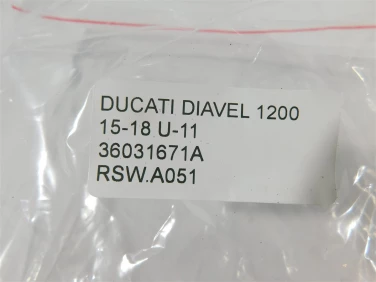 DUCATI DIAVEL 1200
15-18 U-11
36031671A
RSW.A051